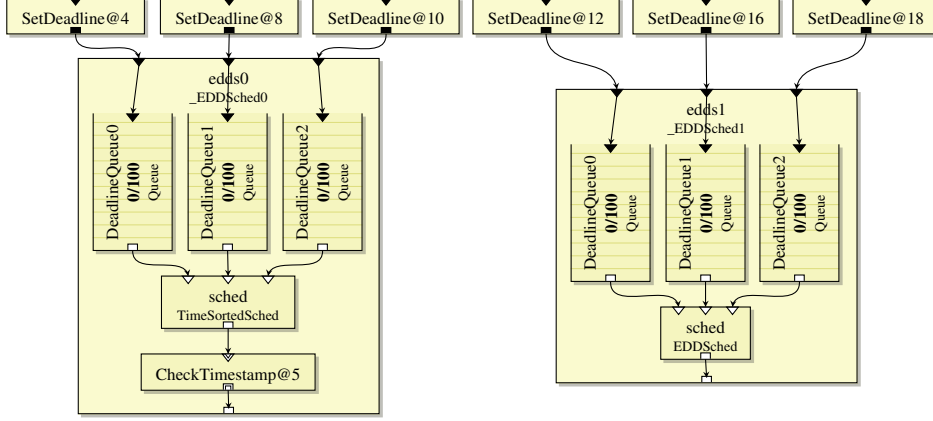 SetDeadline@4
SetDeadline@8
SetDeadline@10
SetDeadline@12
SetDeadline@16
SetDeadline@18
edds0
_EDDSched0
DeadlineQueue0
0/100
Queue
DeadlineQueue1
0/100
Queue
DeadlineQueue2
0/100
Queue
sched
TimeSortedSched
CheckTimestamp@5
edds1
_EDDSched1
DeadlineQueue0
0/100
Queue
DeadlineQueue1
0/100
Queue
DeadlineQueue2
0/100
Queue
sched
EDDSched